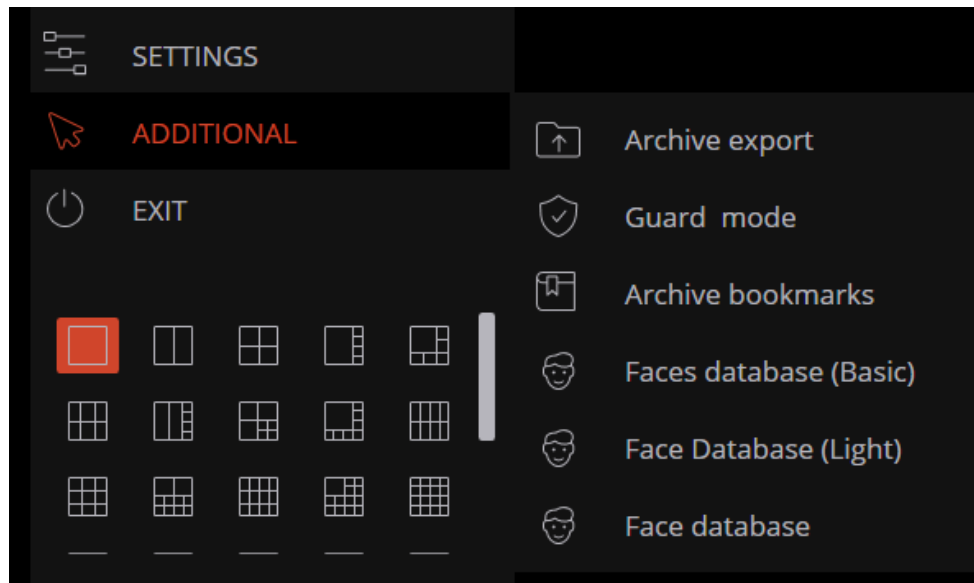 SETTINGS
ADDITIONAL
EXIT
Archive export
Guard  mode
Archive bookmarks
Faces database (Basic)
Face Database (Light)
Face database